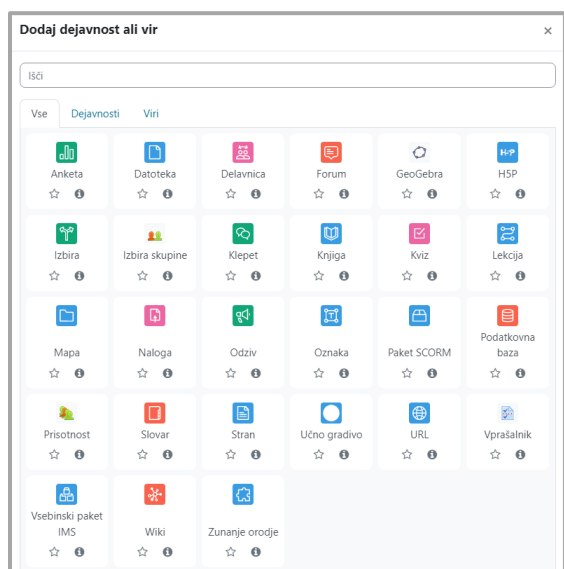 Dodaj dejavnost ali vir
Išči
Vse Dejavnosti Viri
Anketa Datoteka Delavnica Forum GeoGebra H5P
Izbira Izbira skupine Klepet Knjiga Kviz Lekcija
Mapa Naloga Odziv Oznaka Paket SCORM Podatkovna
baza
Prisotnost Slovar Stran Učno gradivo URL Vprašalnik
Vsebinski paket
IMS Wiki Zunanje orodje